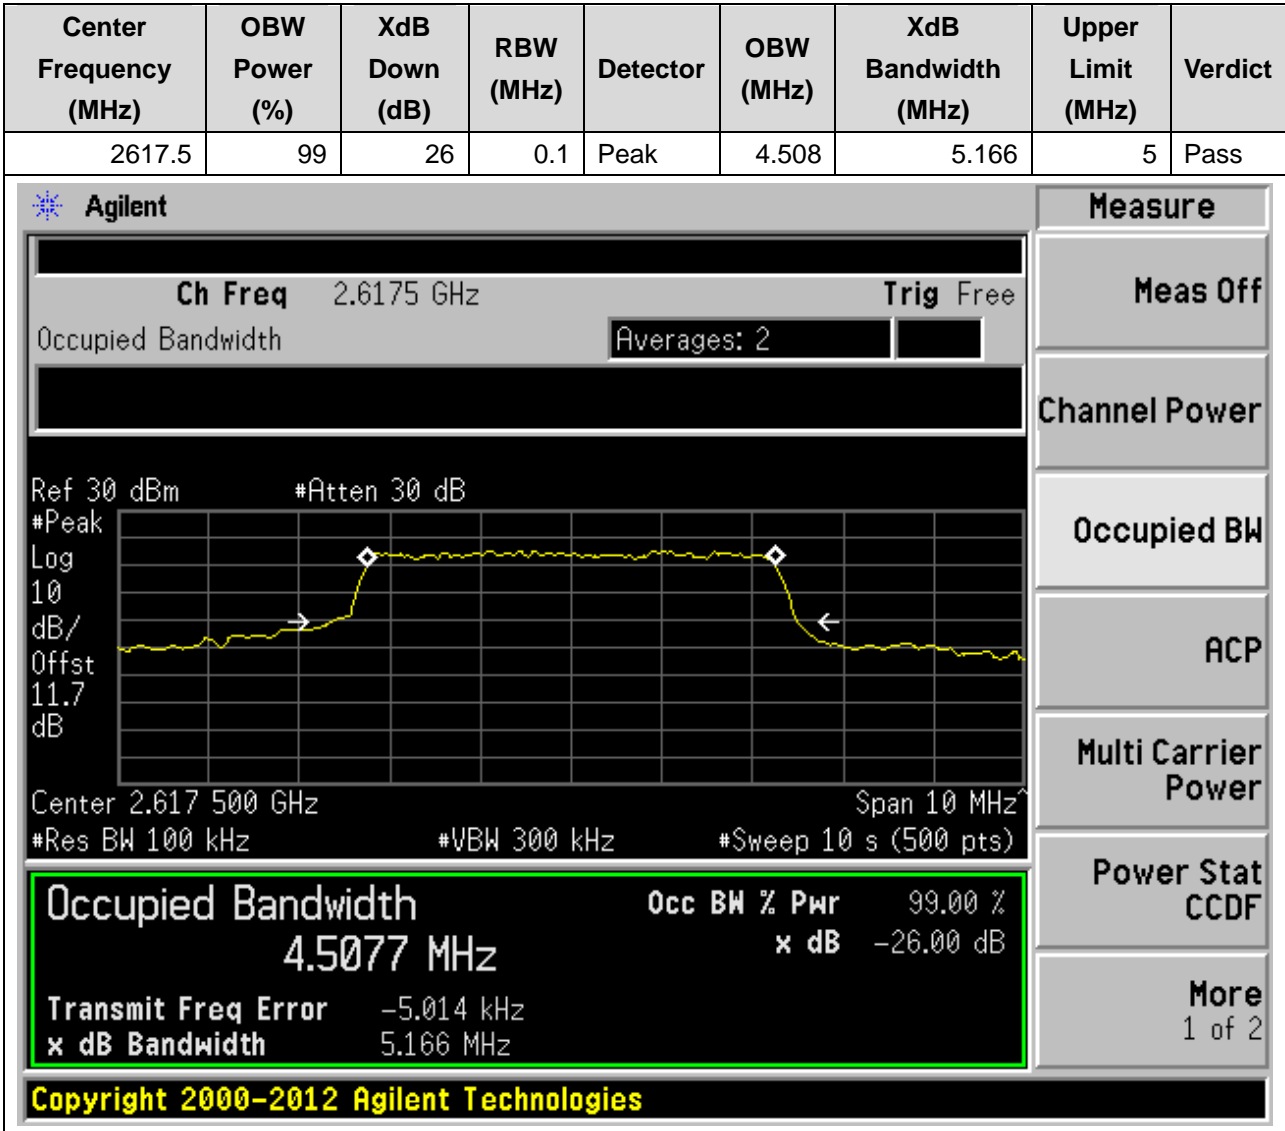 Center Frequency (MHz) OBW Power (%) XdB Down (dB) RBW (MHz) Detector OBW (MHz) XdB Bandwidth (MHz) Upper Limit (MHz) Verdict
2617.5 99 26 0.1 Peak 4.508 5.166 5 Pass
Agilent
Measure
Ch Freq 2.6175 GHz Trig Free
Occupied Bandwidth Averages: 2
Meas Off
Channel Power
Occupied BW
ACP
Multi Carrier
Power
Power Stat
CCDF
More
1 of 2
Ref 30 dBm #Atten 30 dB
#Peak
Log
10
dB/
Offst
11.7
dB
Center 2.617 500 GHz Span 10 MHz^
#Res BW 100 kHz #VBW 300 kHz #Sweep 10 s (500 pts)
Occupied Bandwidth
4.5077 MHz
Occ BW % Pwr 99.00 %
x dB -26.00 dB
Transmit Freq Error -5.014 kHz
x dB Bandwidth 5.166 MHz
Copyright 2000-2012 Agilent Technologies